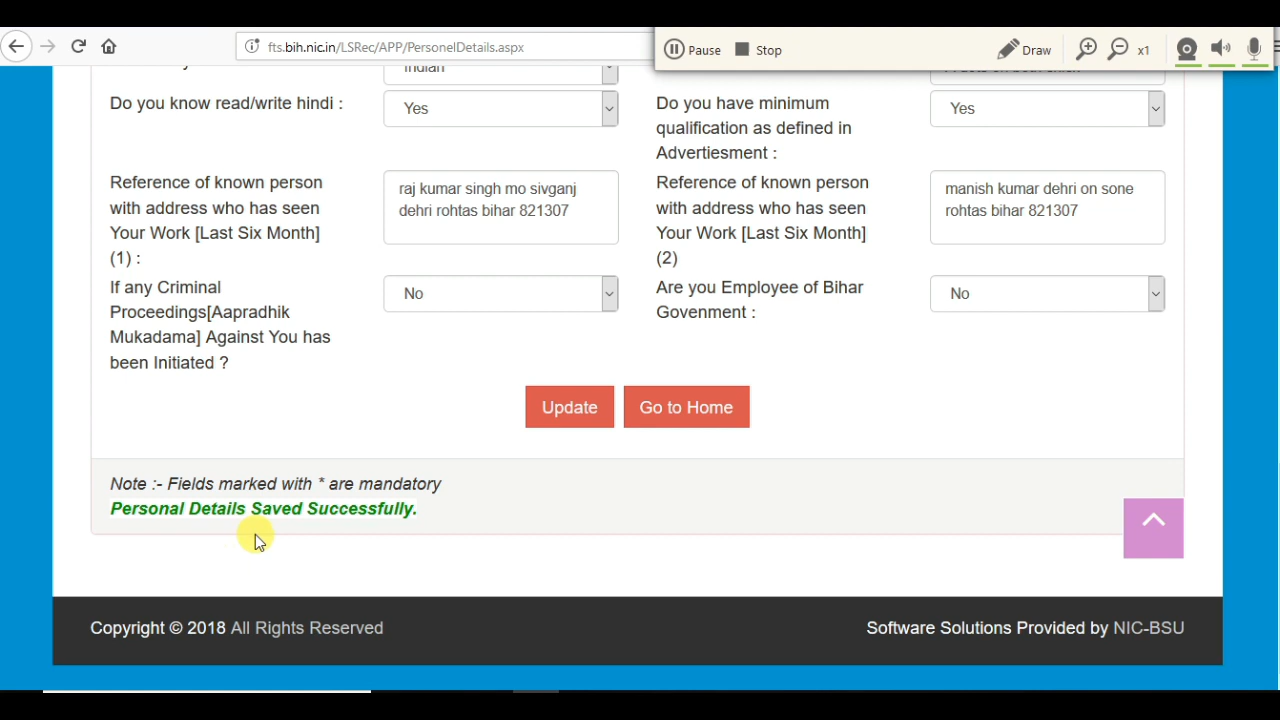 fts.bih.nic.in/LSRec/APP/PersonelDetails.aspx
Pause
Stop
Draw
x1
Indian
Do you know read/write hindi :
Yes
Do you have minimum
qualification as defined in
Advertiesment :
Yes
Reference of known person
with address who has seen
Your Work [Last Six Month]
(1) :
raj kumar singh mo sivganj
dehri rohtas bihar 821307
Reference of known person
with address who has seen
Your Work [Last Six Month]
(2)
manish kumar dehri on sone
rohtas bihar 821307
If any Criminal
Proceedings[Aapradhik
Mukadama] Against You has
been Initiated ?
No
Are you Employee of Bihar
Govenment :
No
Update
Go to Home
Note :- Fields marked with * are mandatory
Personal Details Saved Successfully.
Copyright © 2018 All Rights Reserved
Software Solutions Provided by NIC-BSU